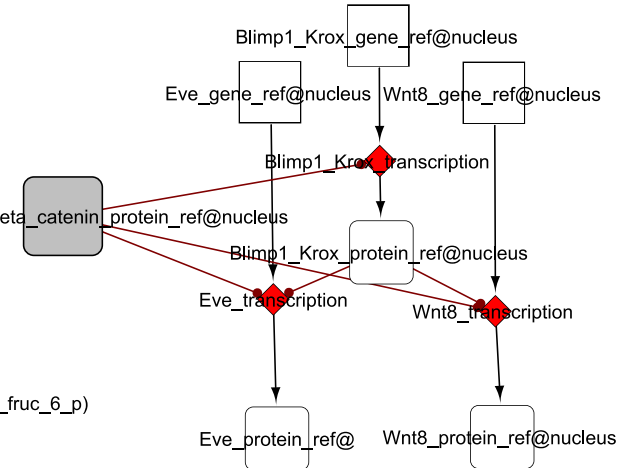 Blimp1_Krox_gene_ref@nucleus
Eve_gene_ref@nucleus
Wnt8_gene_ref@nucleus
Blimp1_Krox_transcription
eta_catenin_protein_ref@nucleus
Blimp1_Krox_protein_ref@nucleus
Eve_transcription
Wnt8_transcription
_fruc_6_p)
Eve_protein_ref@
Wnt8_protein_ref@nucleus